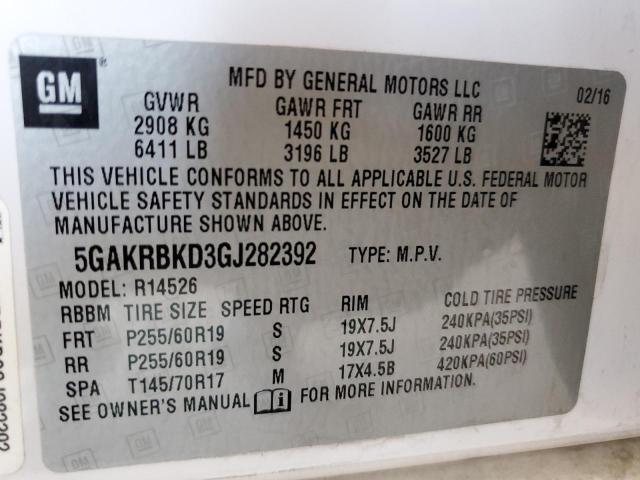 GM
MFD BY GENERAL MOTORS LLC 02/16
GVWR GAWR FRT GAWR RR
2908 KG 1450 KG 1600 KG
6411 LB 3196 LB 3527 LB
THIS VEHICLE CONFORMS TO ALL APPLICABLE U.S. FEDERAL MOTOR
VEHICLE SAFETY STANDARDS IN EFFECT ON THE DATE OF
MANUFACTURE SHOWN ABOVE.
5GAKRBKD3GJ282392 TYPE: M.P.V.
MODEL: R14526
RBBM TIRE SIZE SPEED RTG RIM COLD TIRE PRESSURE
FRT P255/60R19 S 19X7.5J 240KPA(35PSI)
RR P255/60R19 S 19X7.5J 240KPA(35PSI)
SPA T145/70R17 M 17X4.5B 420KPA(60PSI)
SEE OWNER'S MANUAL i FOR MORE INFORMATION.